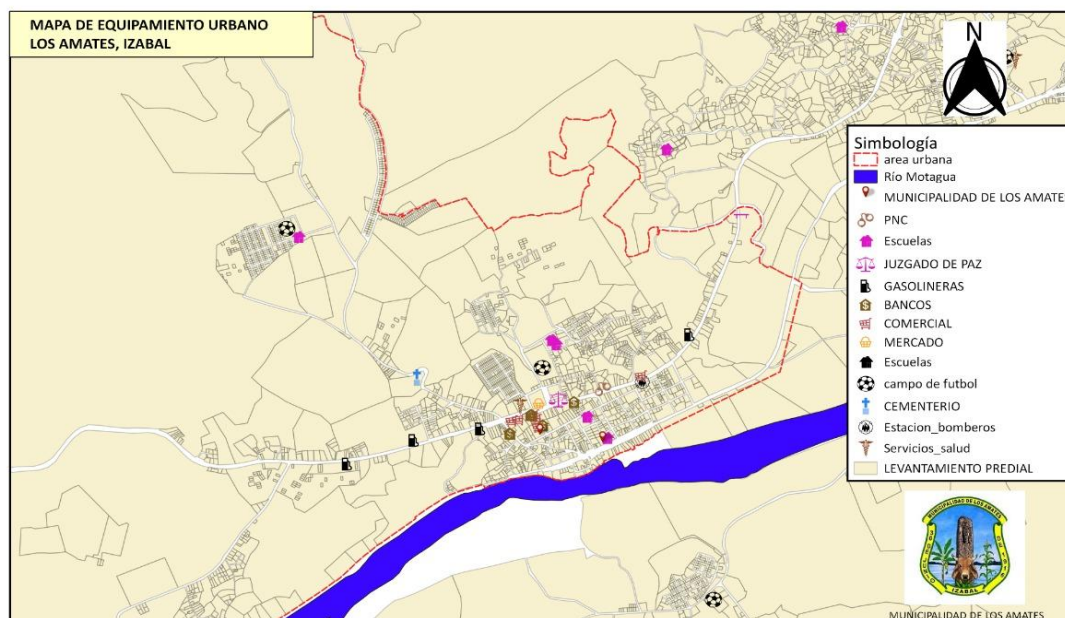 MAPA DE EQUIPAMIENTO URBANO
LOS AMATES, IZABAL
N
Simbología
area urbana
Río Motagua
MUNICIPALIDAD DE LOS AMATES
PNC
Escuelas
JUZGADO DE PAZ
GASOLINERAS
BANCOS
COMERCIAL
MERCADO
Escuelas
campo de futbol
CEMENTERIO
Estacion_bomberos
Servicios_salud
LEVANTAMIENTO PREDIAL
MUNICIPALIDAD DE LOS AMATES
IZABAL
MUNICIPALIDAD DE LOS AMATES